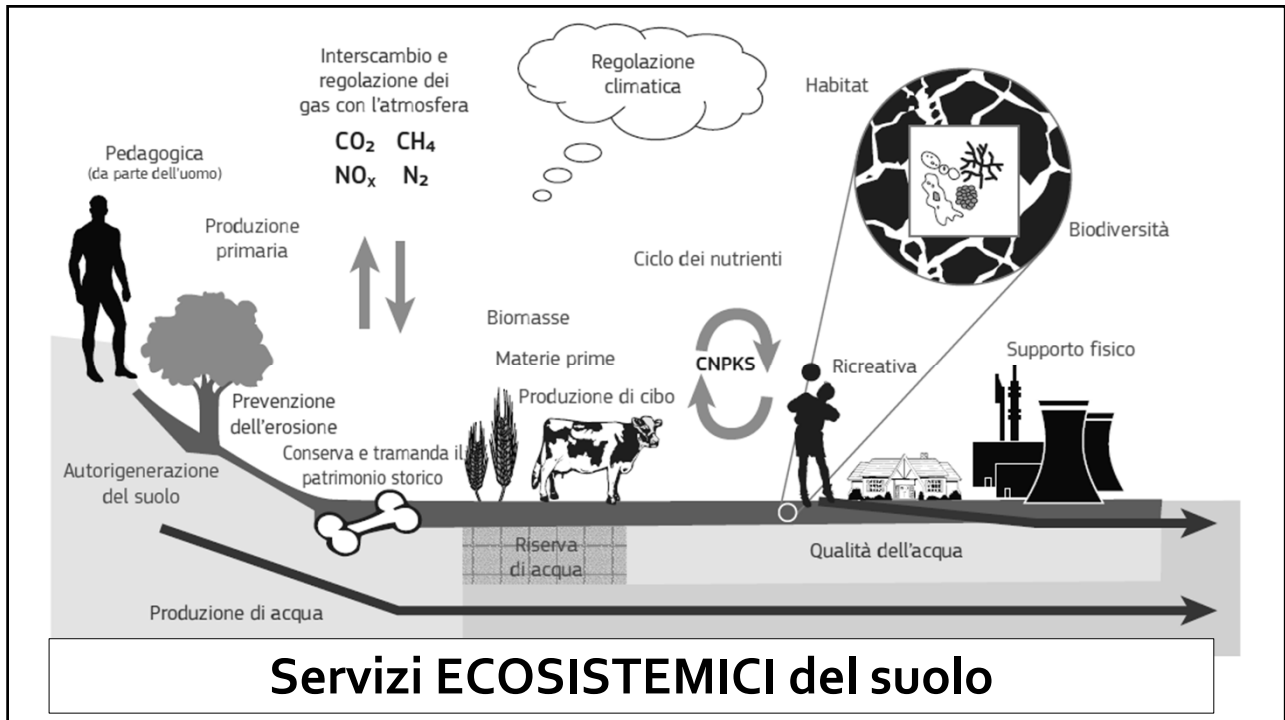 Interscambio e
regolazione dei
gas con l'atmosfera
CO₂ CH₄
NOₓ N₂
Regolazione
climatica
Habitat
Pedagogica
(da parte dell'uomo)
Produzione
primaria
Biodiversità
Ciclo dei nutrienti
Biomasse
Materie prime
CNPKS
Ricreativa
Supporto fisico
Produzione di cibo
Prevenzione
dell'erosione
Conserva e tramanda il
patrimonio storico
Autorigenerazione
del suolo
Riserva
di acqua
Qualità dell'acqua
Produzione di acqua
Servizi ECOSISTEMICI del suolo